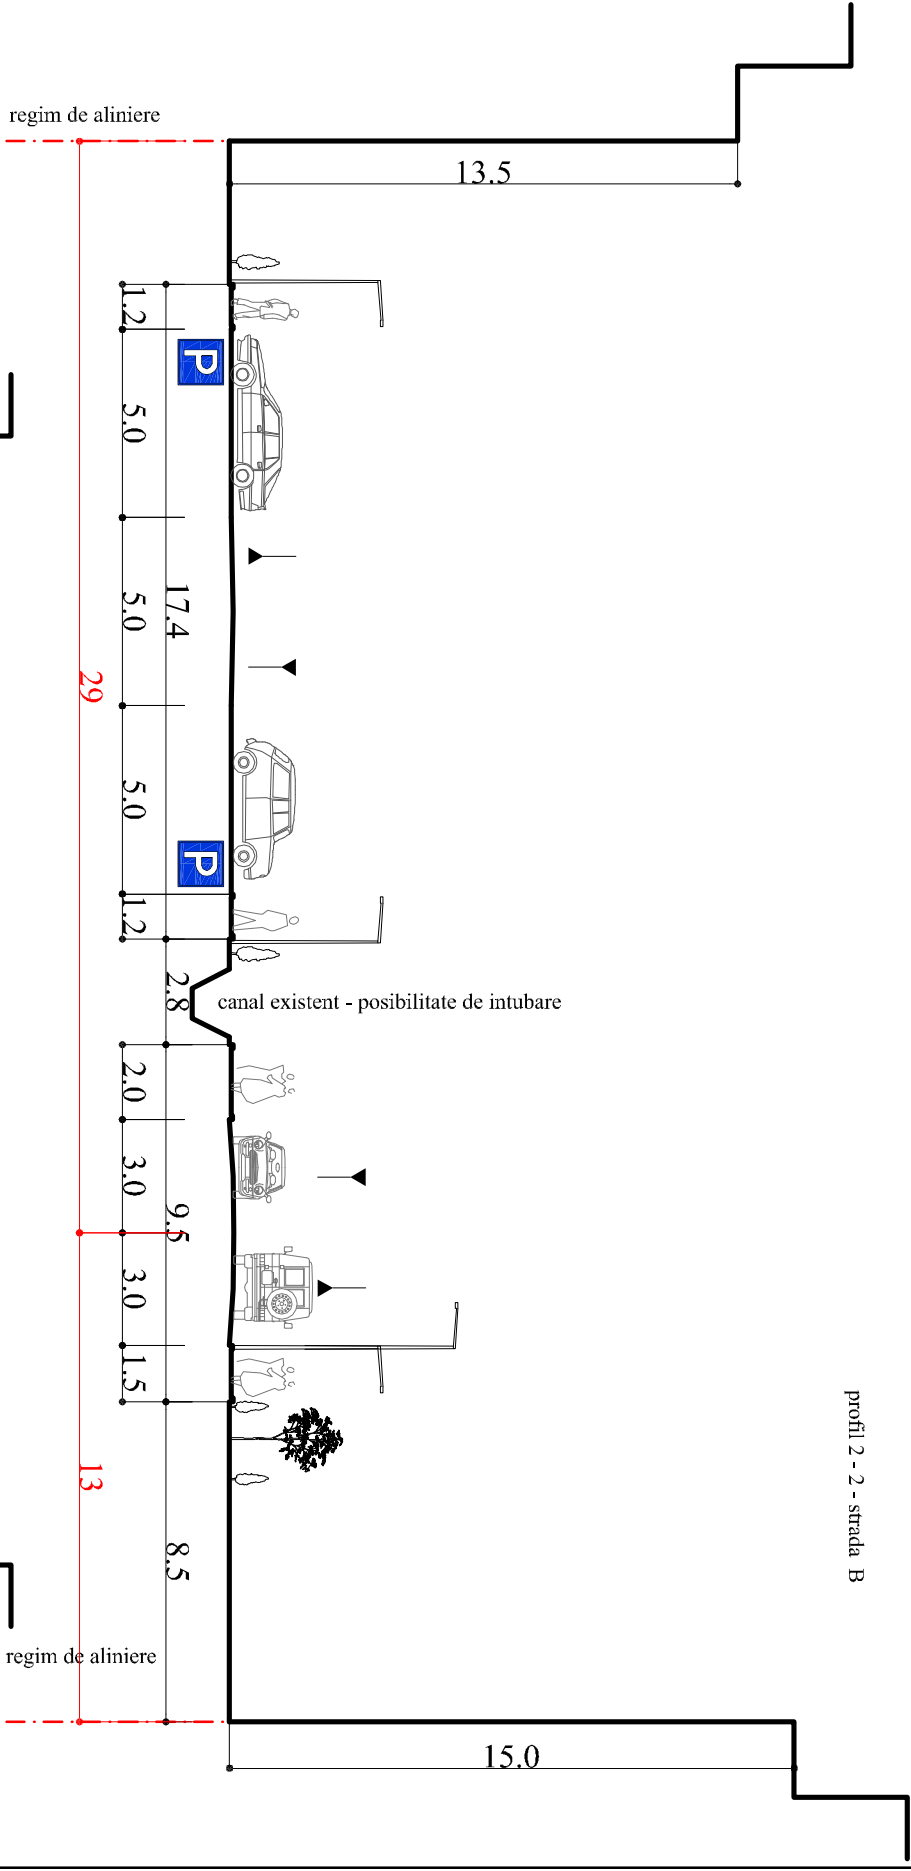 regim de aliniere
13.5
1.2
P
5.0
17.4
5.0
29
5.0
P
1.2
2.8
canal existent - posibilitate de intubare
2.0
3.0
9.5
3.0
1.5
profil 2 - 2 - strada B
13
8.5
regim de aliniere
15.0